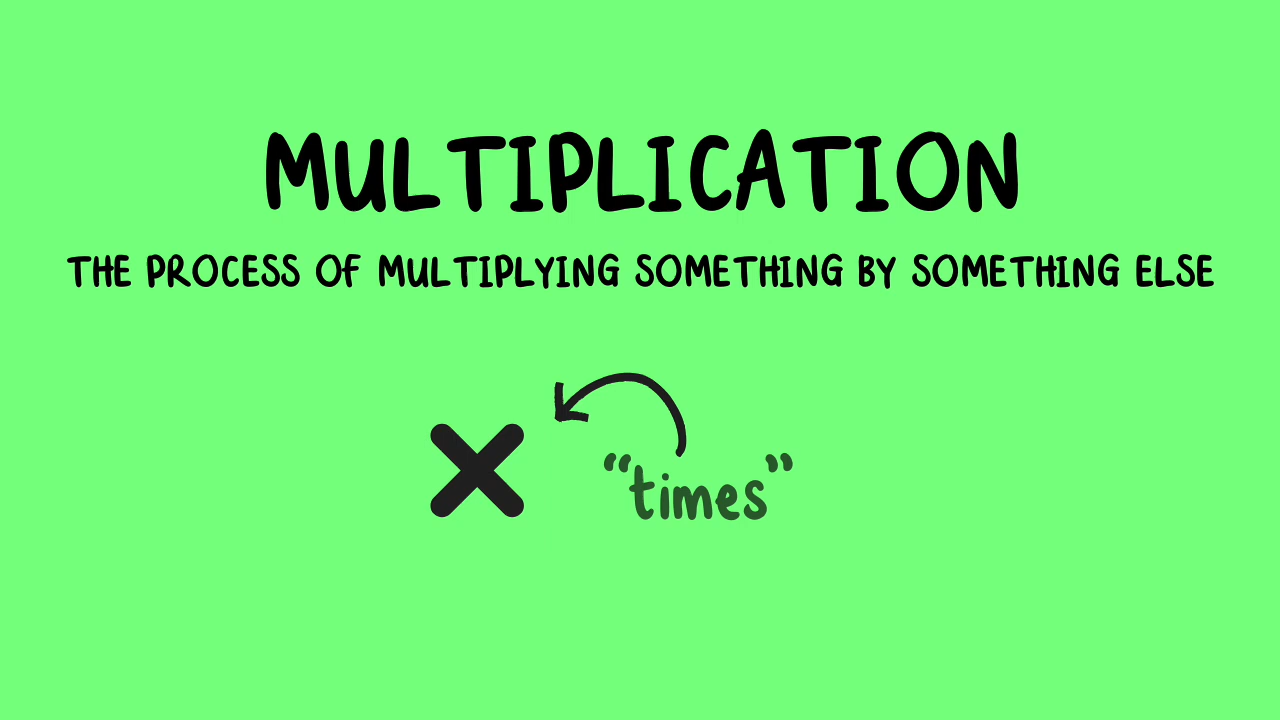 MULTIPLICATION
THE PROCESS OF MULTIPLYING SOMETHING BY SOMETHING ELSE
“times”